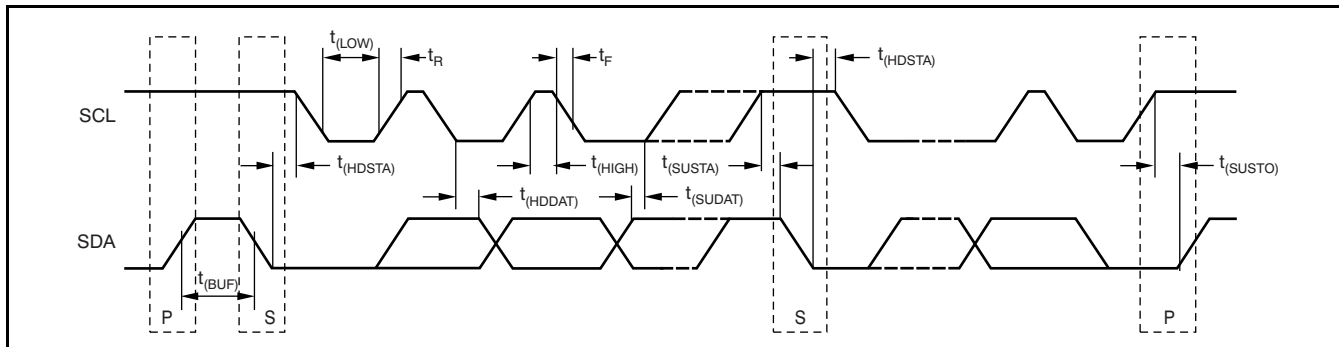 t(LOW)
tR
tF
t(HDSTA)
SCL
t(HDSTA)
t(HIGH)
t(SUSTA)
t(SUSTO)
t(HDDAT)
t(SUDAT)
SDA
t(BUF)
P
S
S
P